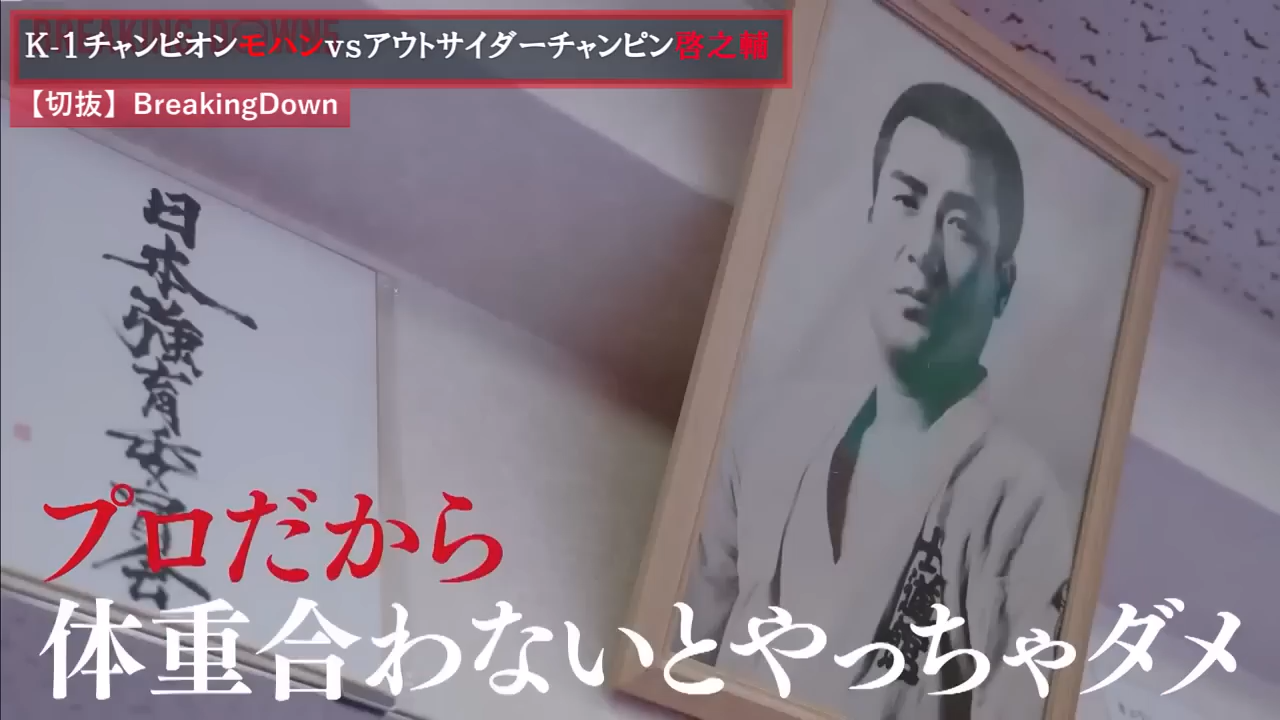 K-1チャンピオンモハンvsアウトサイダーチャンピン啓之輔
【切抜】BreakingDown
日本強育
プロだから
体重合わないとやっちゃダメ